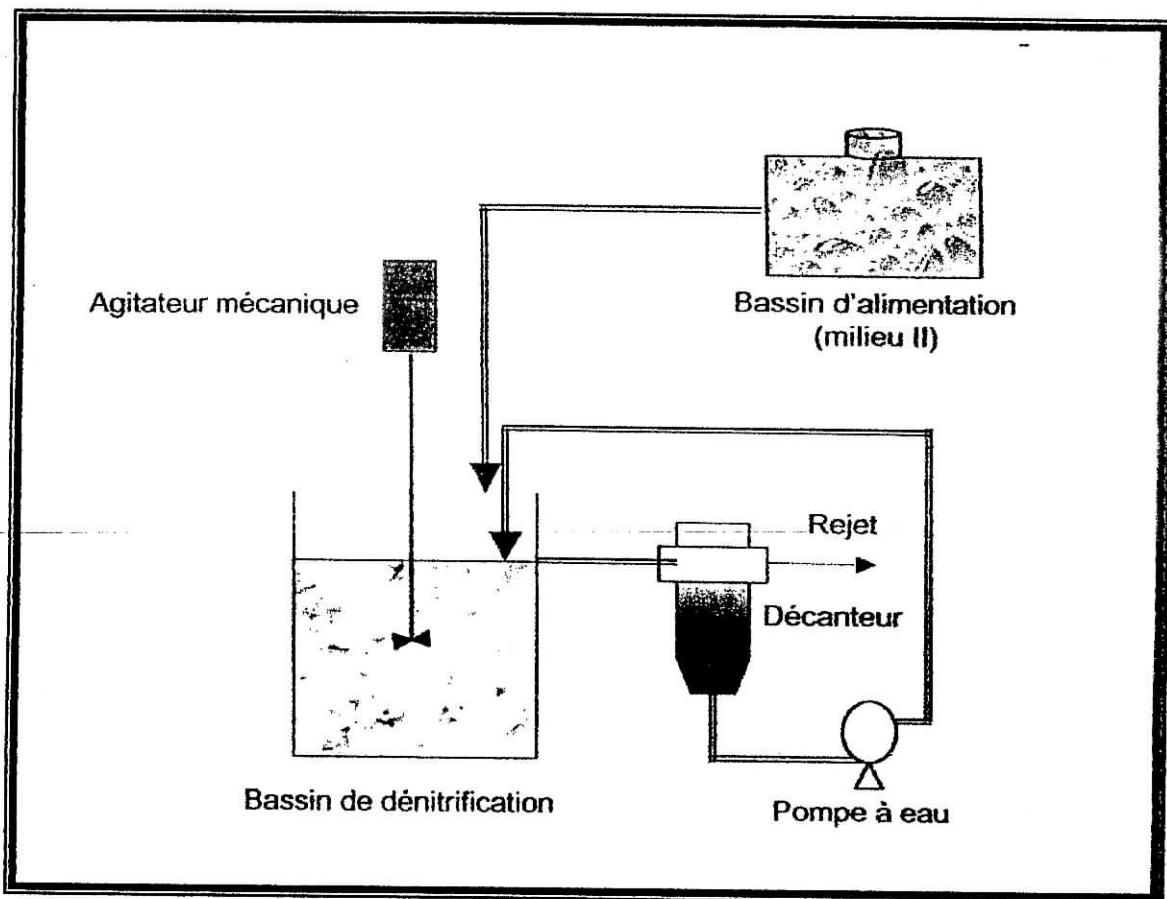 Agitateur mécanique
Bassin d'alimentation
(milieu II)
Rejet
Décanteur
Bassin de dénitrification
Pompe à eau